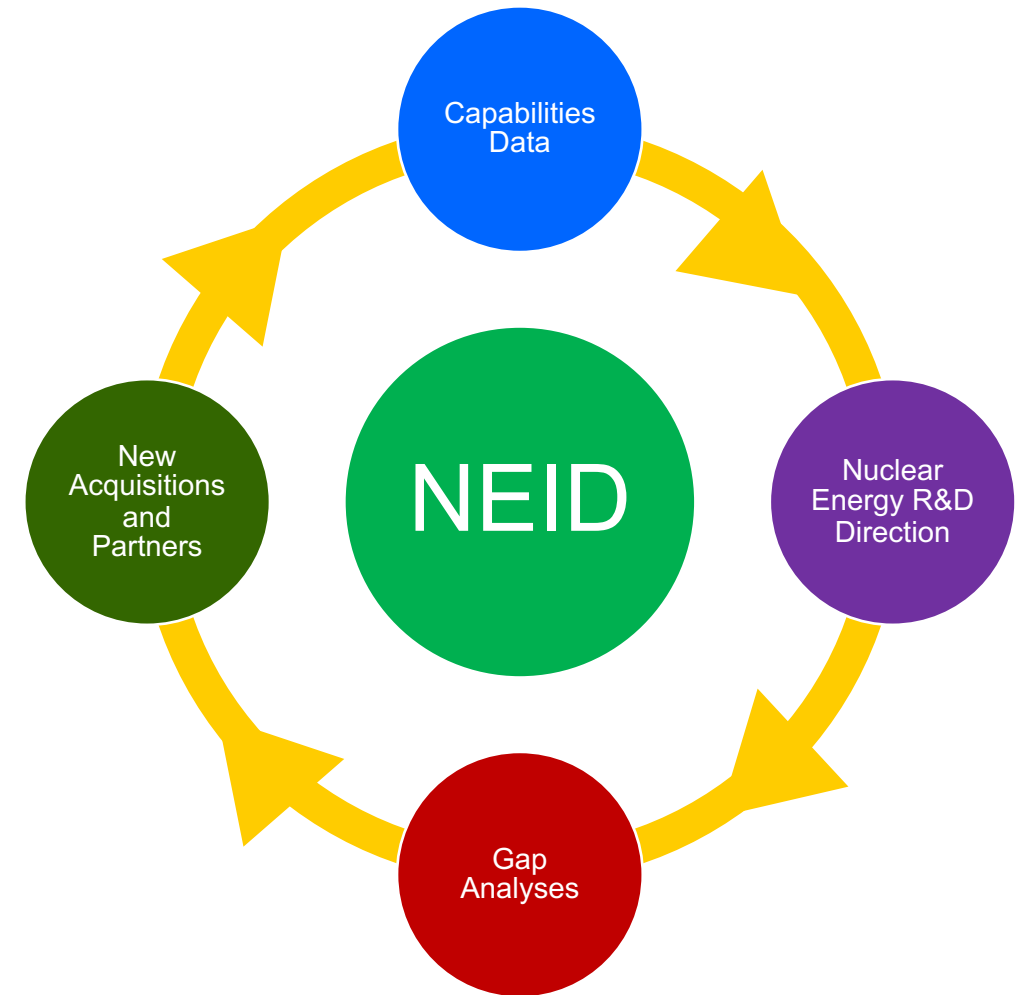 Capabilities
Data
New
Acquisitions
and
Partners
NEID
Nuclear
Energy R&D
Direction
Gap
Analyses